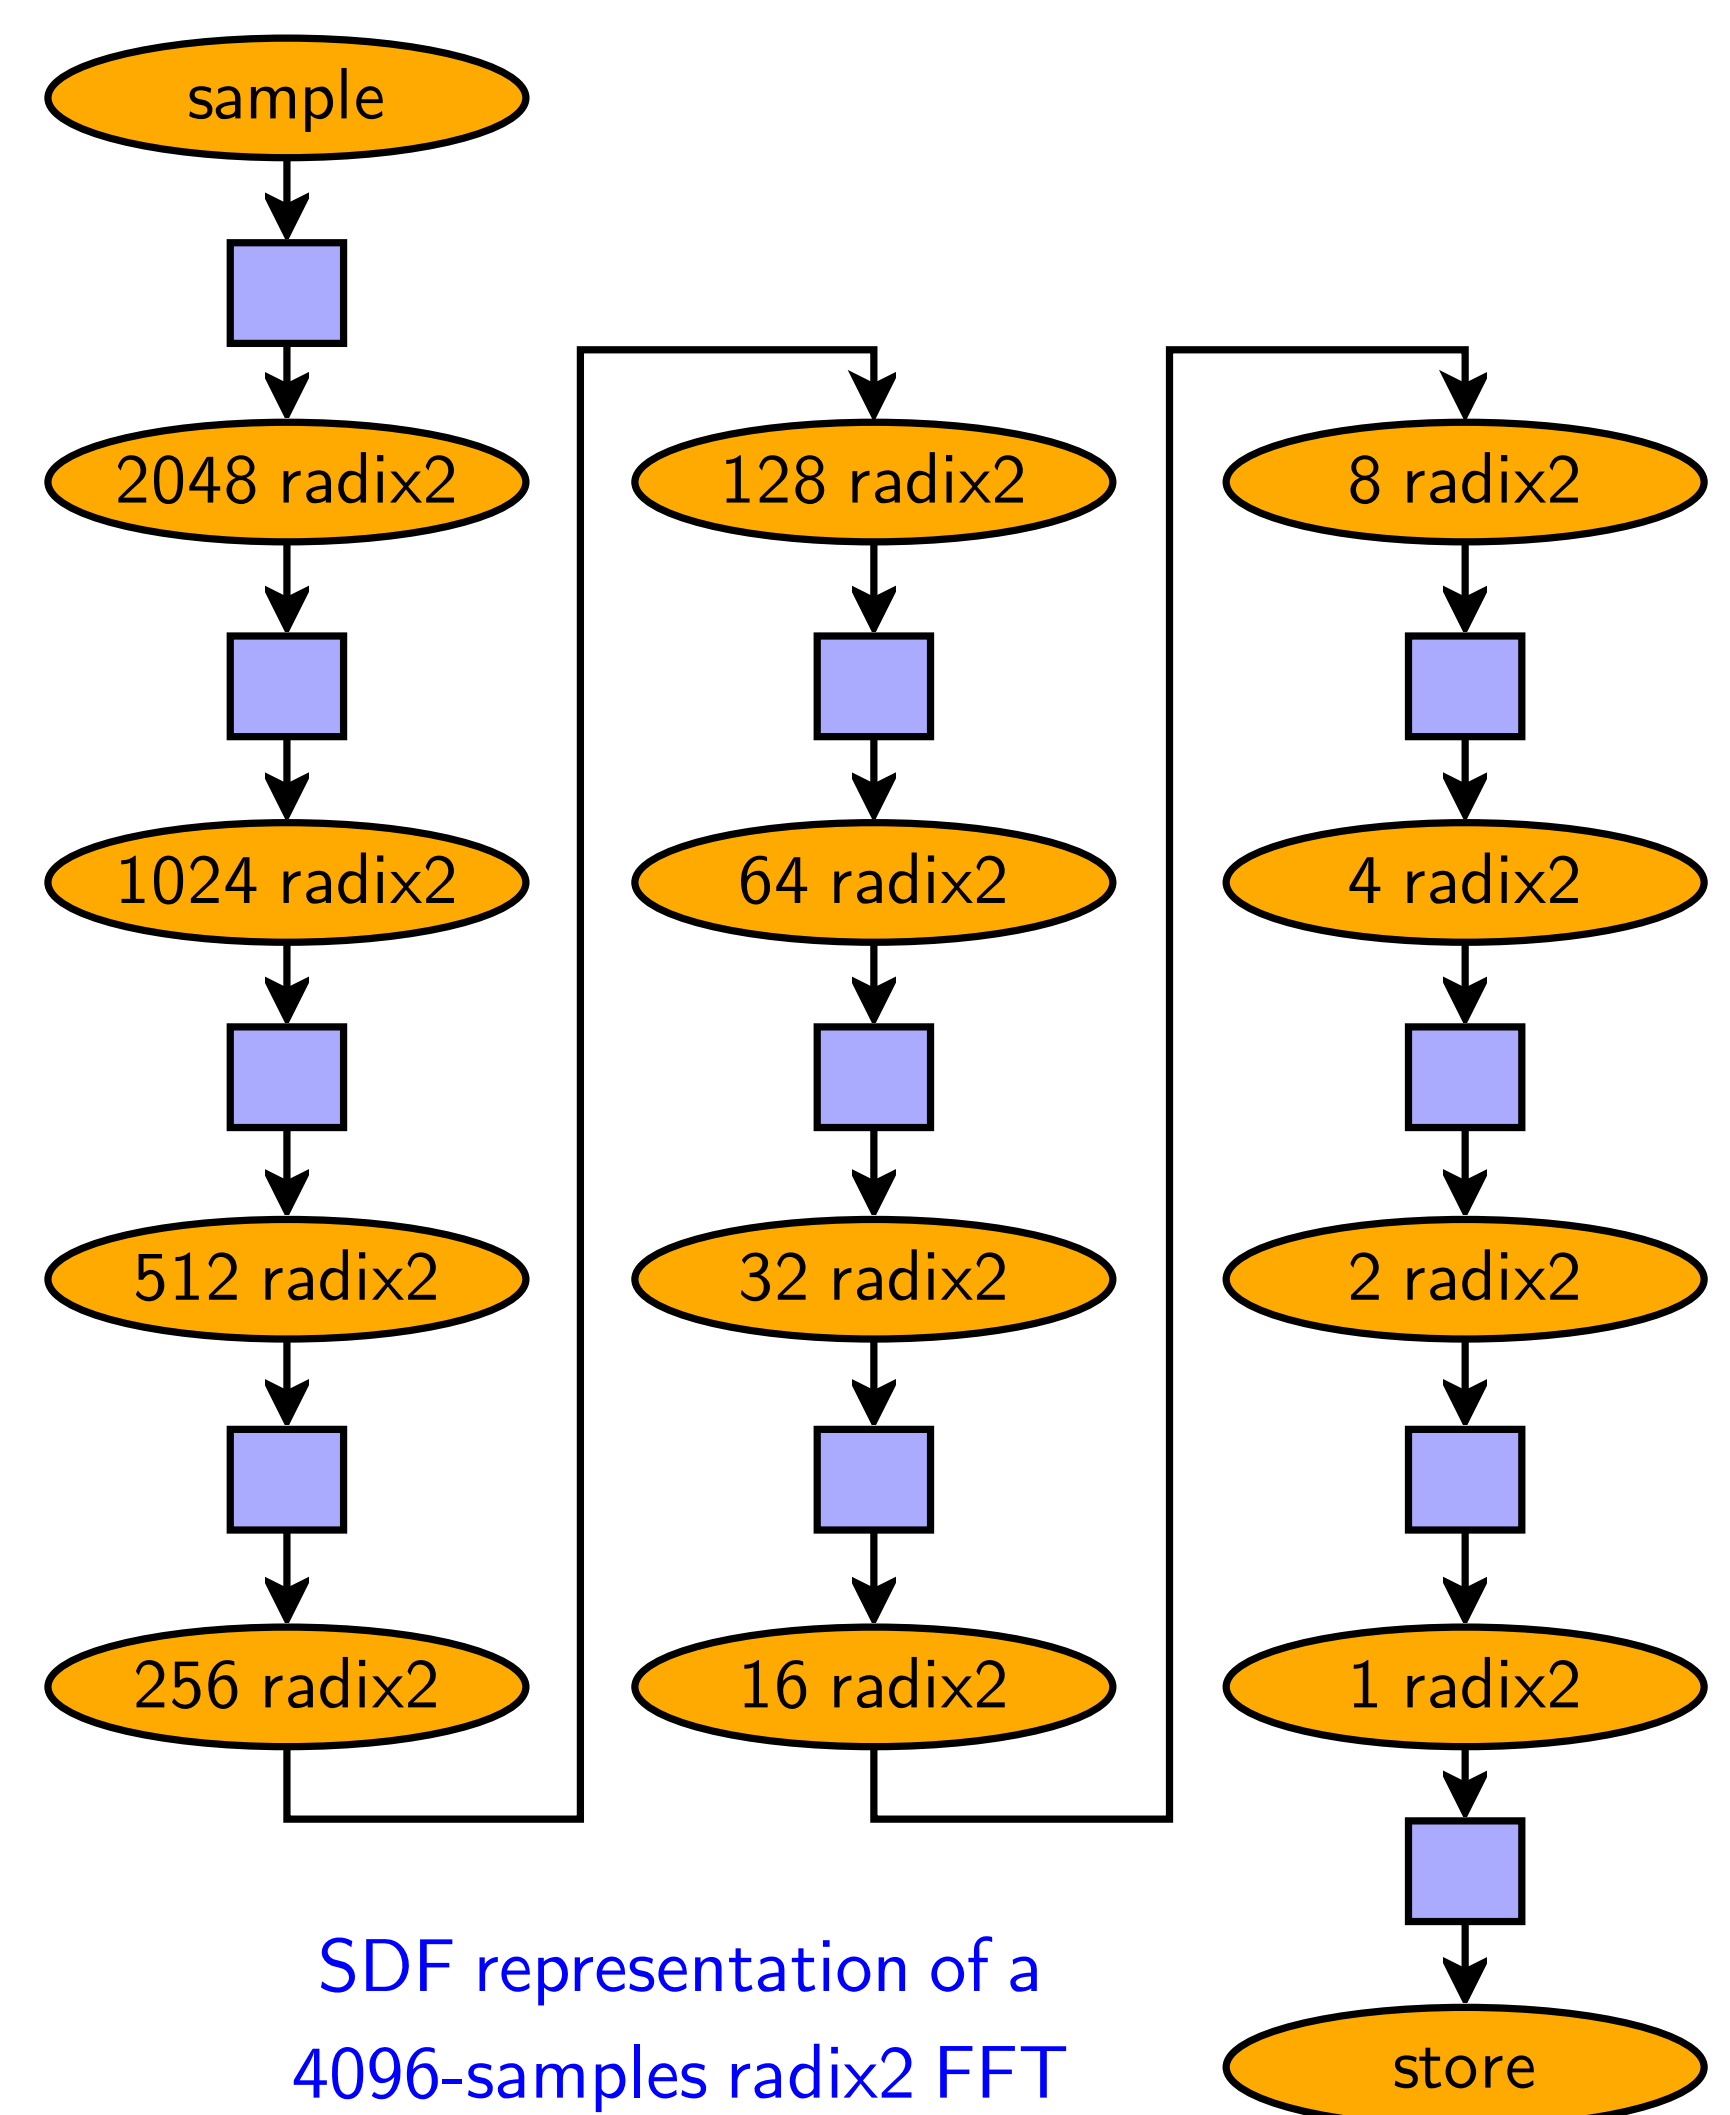 sample
2048 radix2
1024 radix2
512 radix2
256 radix2
128 radix2
64 radix2
32 radix2
16 radix2
8 radix2
4 radix2
2 radix2
1 radix2
store
SDF representation of a
4096-samples radix2 FFT